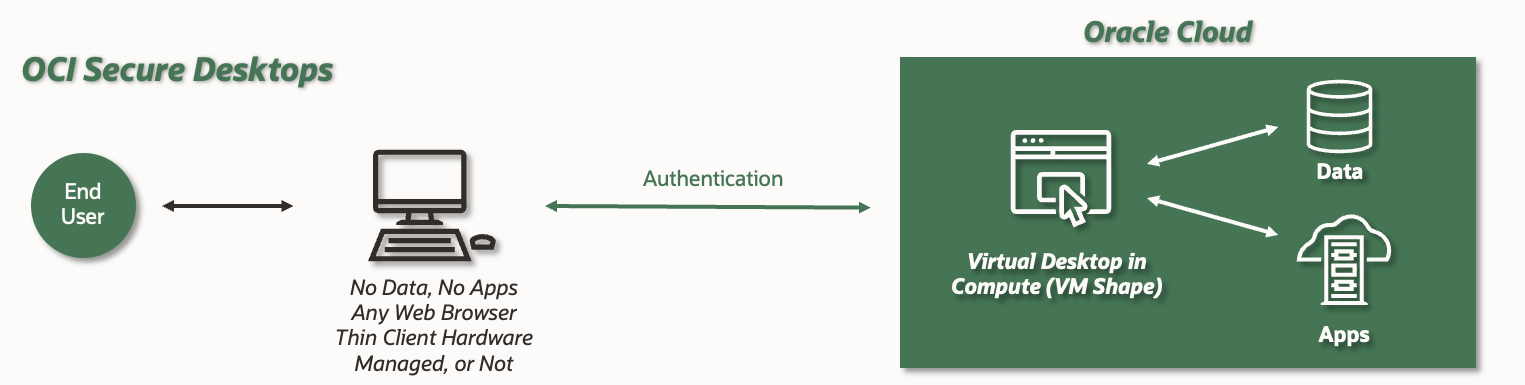 OCI Secure Desktops
End
User
No Data, No Apps
Any Web Browser
Thin Client Hardware
Managed, or Not
Authentication
Oracle Cloud
Virtual Desktop in
Compute (VM Shape)
Data
Apps